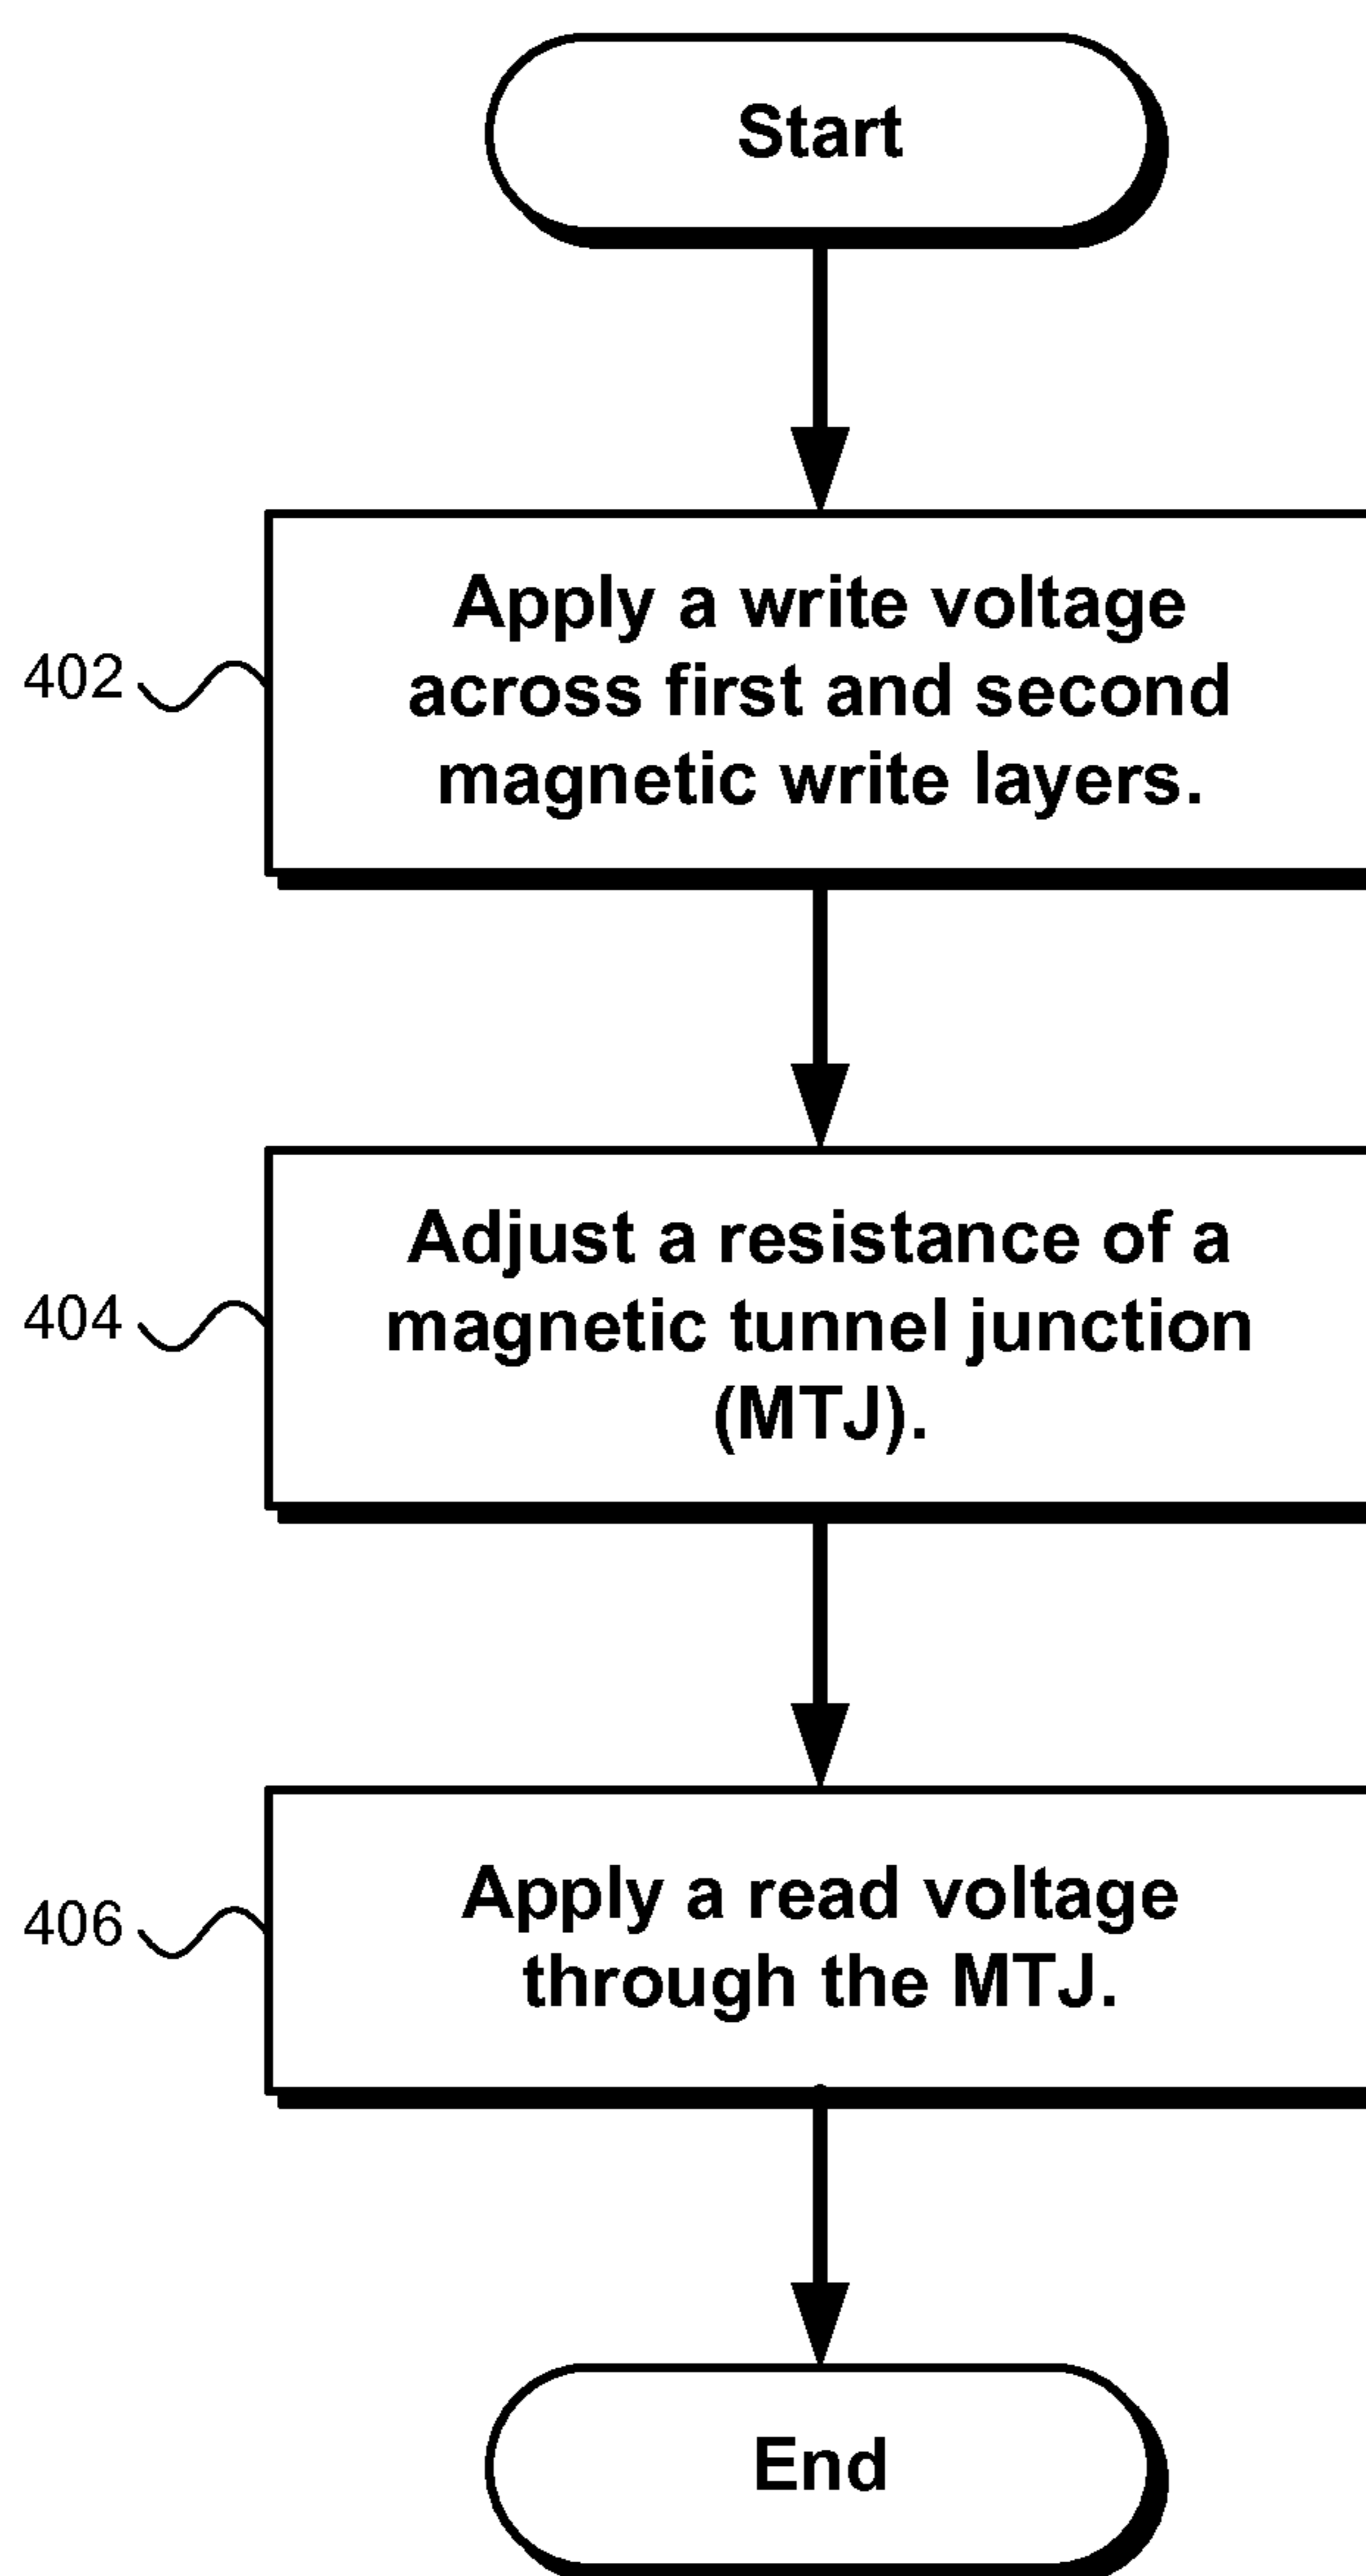 Start
402
Apply a write voltage
across first and second
magnetic write layers.
404
Adjust a resistance of a
magnetic tunnel junction
(MTJ).
406
Apply a read voltage
through the MTJ.
End